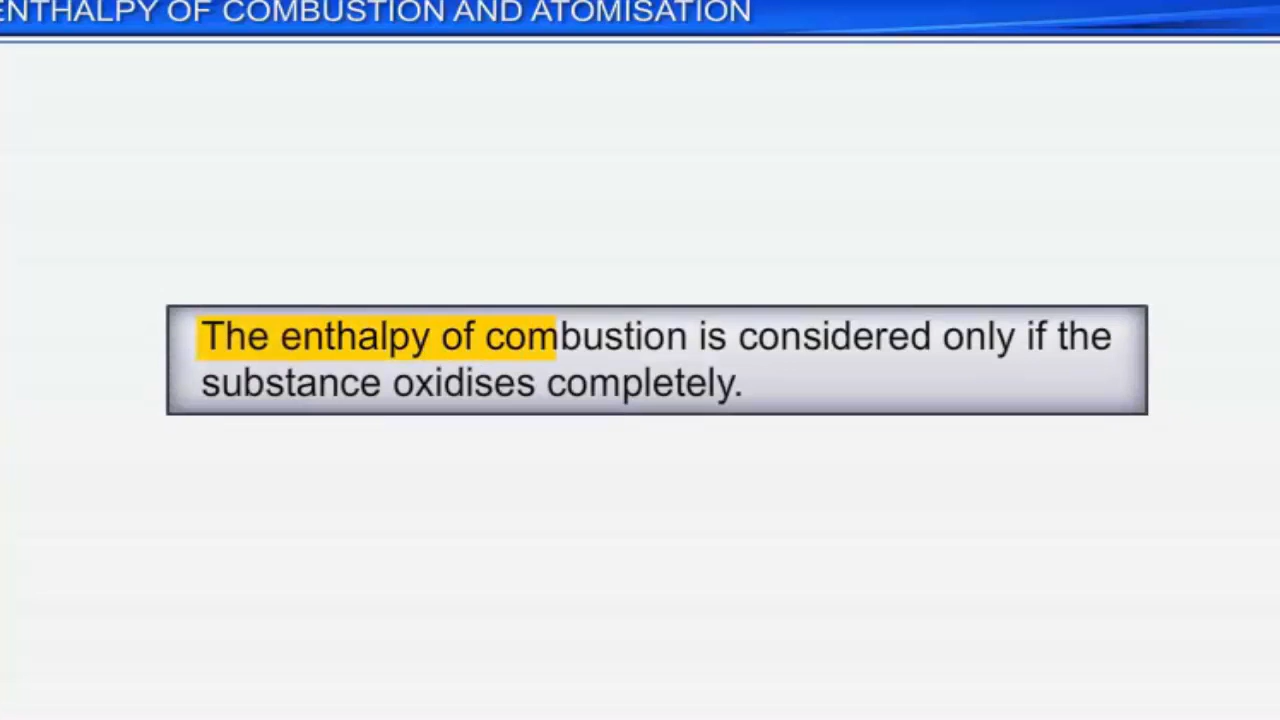 ENTHALPY OF COMBUSTION AND ATOMISATION
The enthalpy of combustion is considered only if the
substance oxidises completely.